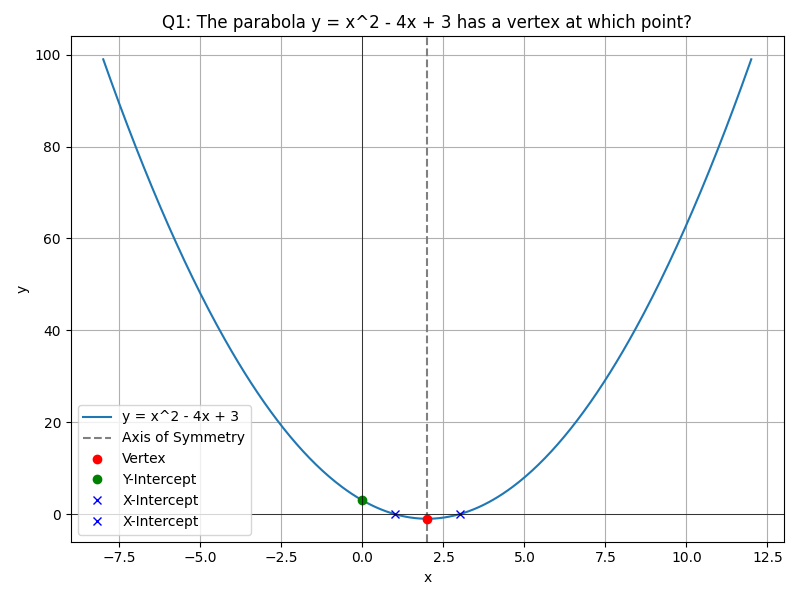 Q1: The parabola y = x^2 - 4x + 3 has a vertex at which point?
100
80
60
40
20
0
y
y = x^2 - 4x + 3
Axis of Symmetry
Vertex
Y-Intercept
X-Intercept
X-Intercept
−7.5 −5.0 −2.5 0.0 2.5 5.0 7.5 10.0 12.5
x